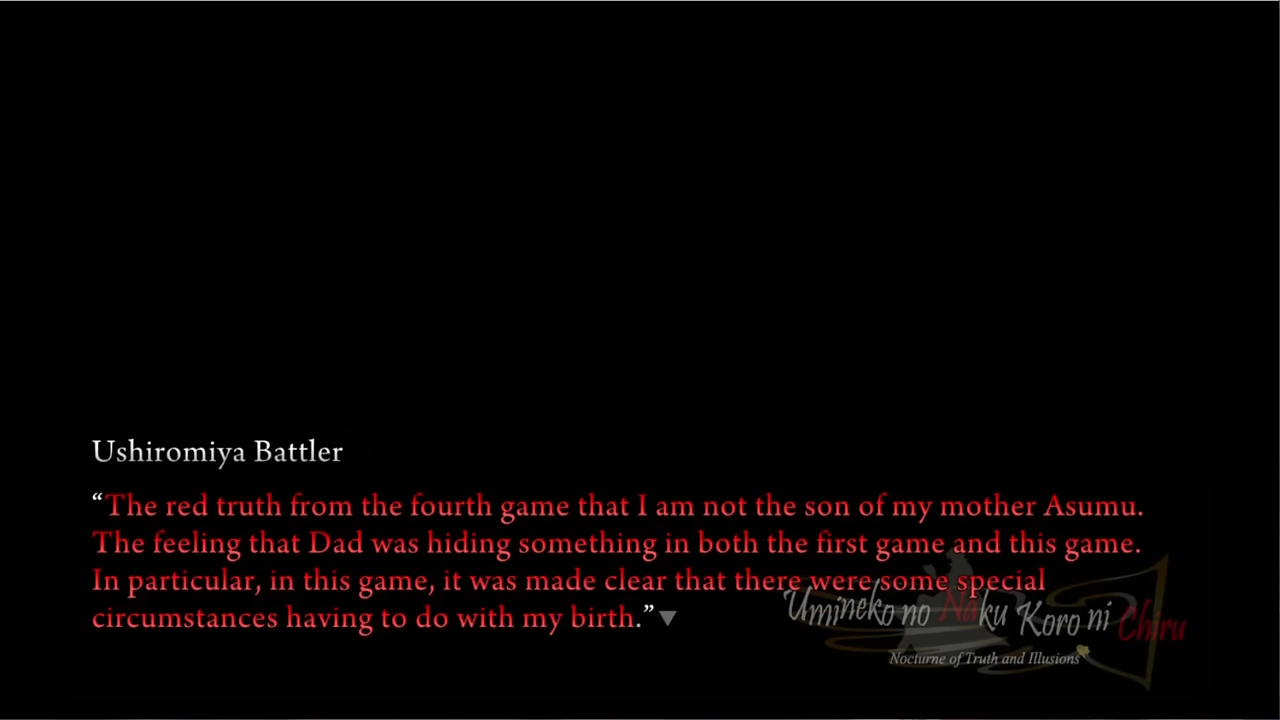 Ushiromiya Battler
“The red truth from the fourth game that I am not the son of my mother Asumu.
The feeling that Dad was hiding something in both the first game and this game.
In particular, in this game, it was made clear that there were some special
circumstances having to do with my birth.”
Umineko no Naku Koro ni Chiru
Nocturne of Truth and Illusions